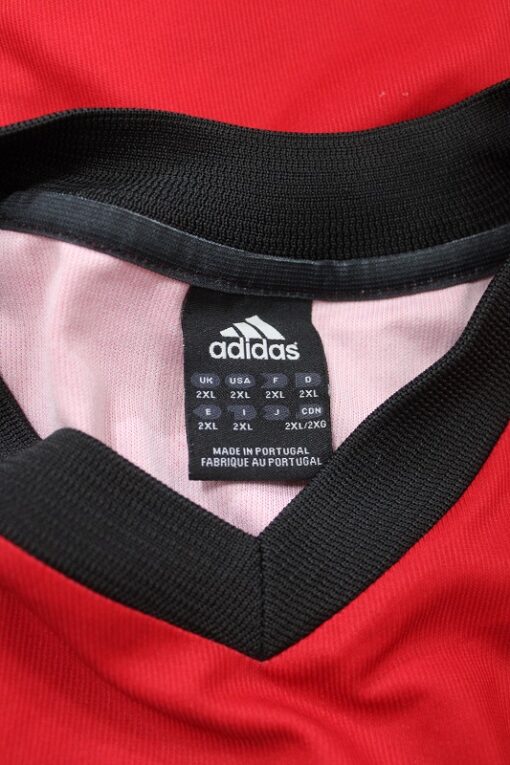 adidas
UK USA F D
2XL 2XL 2XL 2XL
E I J CDN
2XL 2XL 2XL/2XG
MADE IN PORTUGAL
FABRIQUE AU PORTUGAL